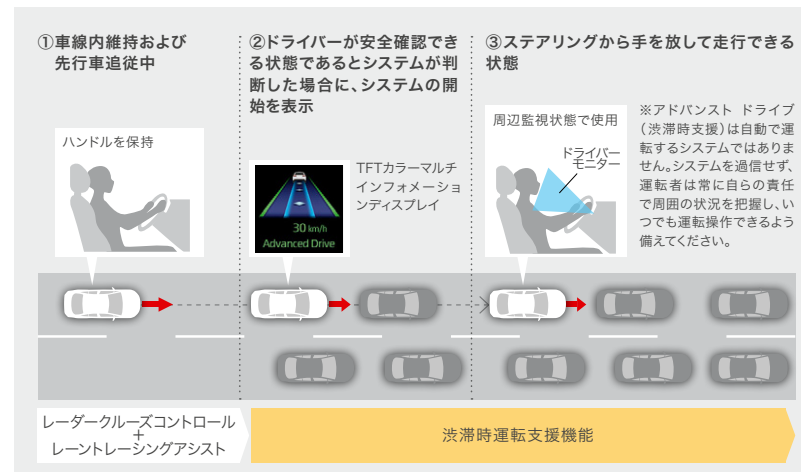 ①車線内維持および
先行車追従中
②ドライバーが安全確認でき
る状態であるとシステムが判
断した場合に、システムの開
始を表示
③ステアリングから手を放して走行できる
状態
ハンドルを保持
TFTカラーマルチ
インフォメーショ
ンディスプレイ
30 km/h
Advanced Drive
周辺監視状態で使用
ドライバー
モニター
※アドバンスト ドライブ
(渋滞時支援)は自動で運
転するシステムではありま
せん。システムを過信せず、
運転者は常に自らの責任
で周囲の状況を把握し、い
つでも運転操作できるよう
備えてください。
レーダークルーズコントロール
+
レーントレーシングアシスト
渋滞時運転支援機能